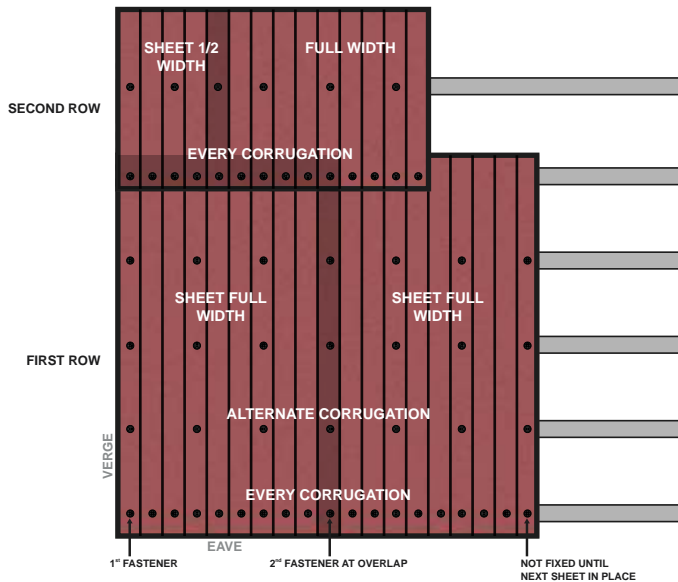 SHEET 1/2
WIDTH
FULL WIDTH
SECOND ROW
EVERY CORRUGATION
SHEET FULL
WIDTH
SHEET FULL
WIDTH
FIRST ROW
ALTERNATE CORRUGATION
VERGE
EVERY CORRUGATION
EAVE
1st FASTENER
2nd FASTENER AT OVERLAP
NOT FIXED UNTIL
NEXT SHEET IN PLACE